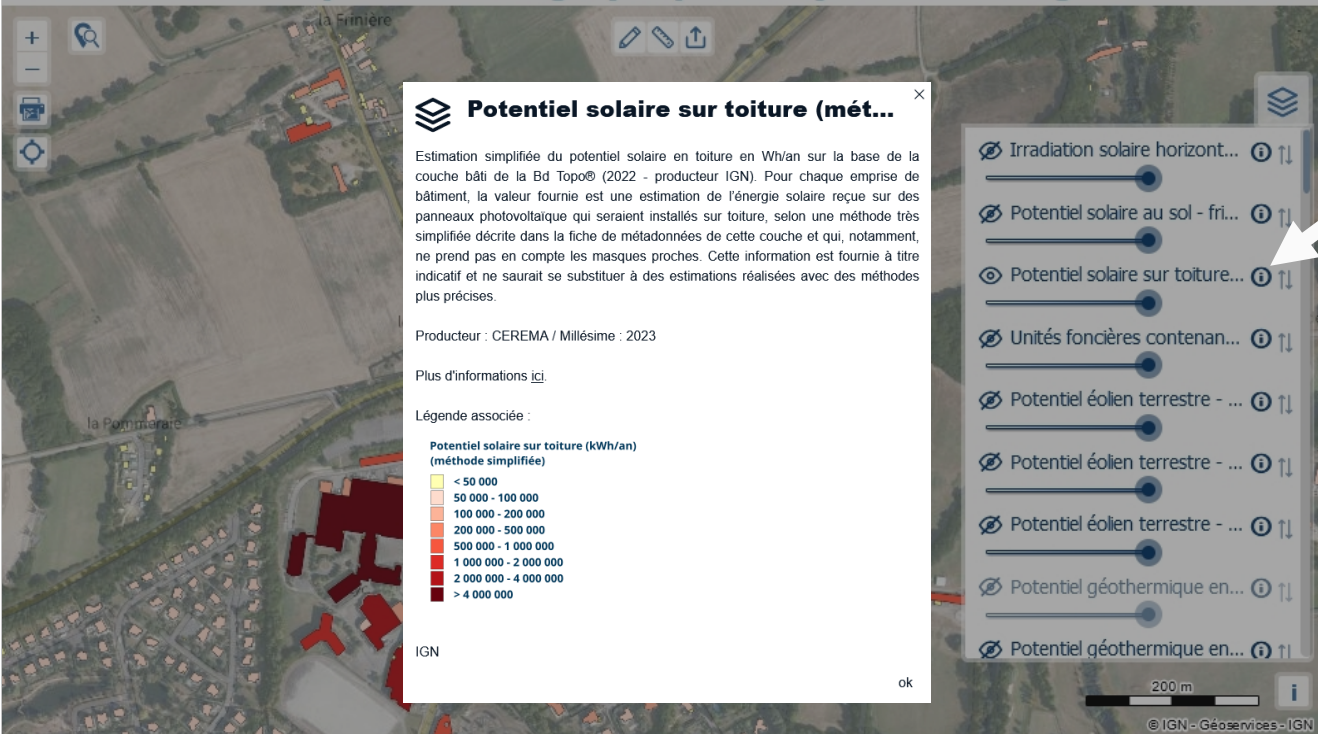 la Frinière
Potentiel solaire sur toiture (mét...
Estimation simplifiée du potentiel solaire en toiture en Wh/an sur la base de la
couche bâti de la Bd Topo® (2022 - producteur IGN). Pour chaque emprise de
bâtiment, la valeur fournie est une estimation de l'énergie solaire reçue sur des
panneaux photovoltaïque qui seraient installés sur toiture, selon une méthode très
simplifiée décrite dans la fiche de métadonnées de cette couche et qui, notamment,
ne prend pas en compte les masques proches. Cette information est fournie à titre
indicatif et ne saurait se substituer à des estimations réalisées avec des méthodes
plus précises.
Producteur : CEREMA / Millésime : 2023
Plus d'informations ici.
Légende associée :
Potentiel solaire sur toiture (kWh/an)
(méthode simplifiée)
< 50 000
50 000 - 100 000
100 000 - 200 000
200 000 - 500 000
500 000 - 1 000 000
1 000 000 - 2 000 000
2 000 000 - 4 000 000
> 4 000 000
IGN
ok
la Pommeraie
Irradiation solaire horizont...
Potentiel solaire au sol - fri...
Potentiel solaire sur toiture...
Unités foncières contenan...
Potentiel éolien terrestre - ...
Potentiel éolien terrestre - ...
Potentiel éolien terrestre - ...
Potentiel géothermique en...
Potentiel géothermique en...
200 m
© IGN - Géoservices - IGN